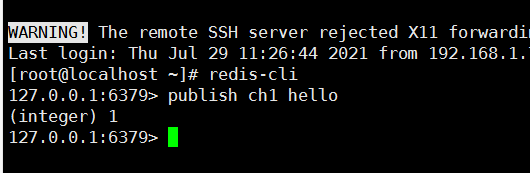 WARNING! The remote SSH server rejected X11 forwardin
Last login: Thu Jul 29 11:26:44 2021 from 192.168.1.
[root@localhost ~]# redis-cli
127.0.0.1:6379> publish ch1 hello
(integer) 1
127.0.0.1:6379>